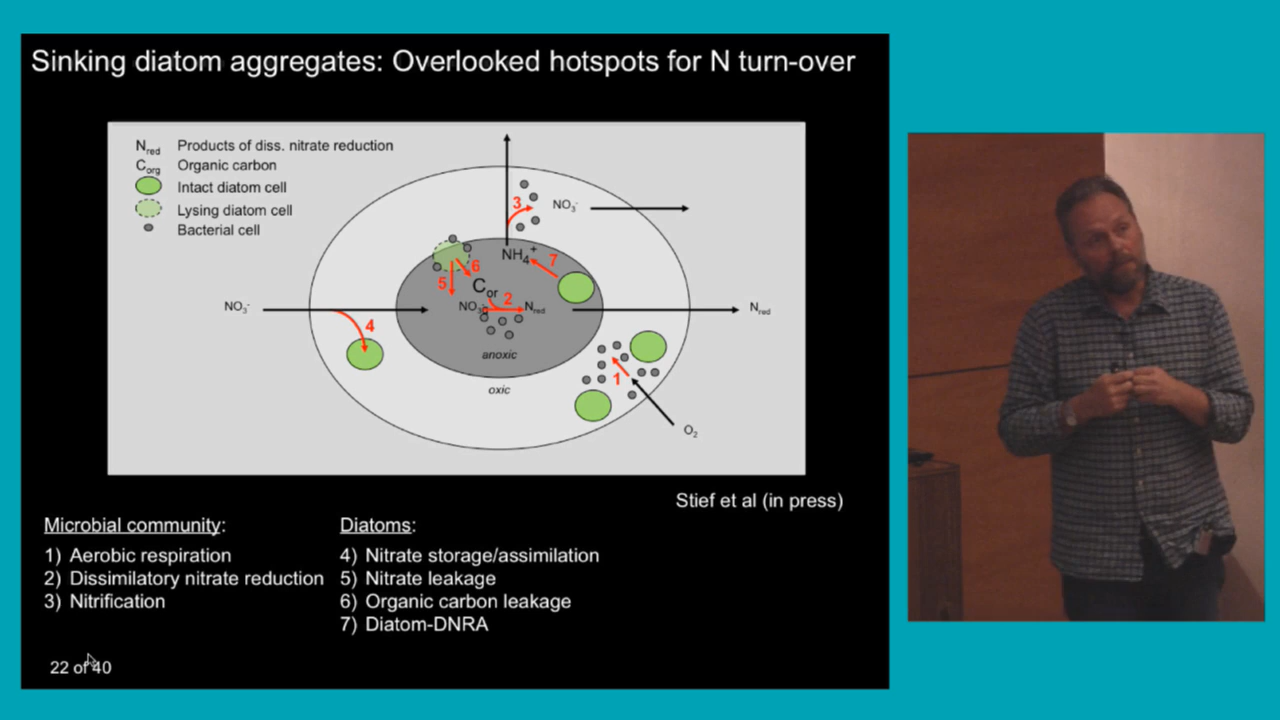 Sinking diatom aggregates: Overlooked hotspots for N turn-over
Nred Products of diss. nitrate reduction
Corg Organic carbon
Intact diatom cell
Lysing diatom cell
Bacterial cell
3
NO3-
NH4+
7
6
5
Cor
2
NO3-
Nred
NO3-
Nred
4
anoxic
1
oxic
O2
Stief et al (in press)
Microbial community:
1) Aerobic respiration
2) Dissimilatory nitrate reduction
3) Nitrification
Diatoms:
4) Nitrate storage/assimilation
5) Nitrate leakage
6) Organic carbon leakage
7) Diatom-DNRA
22 of 40